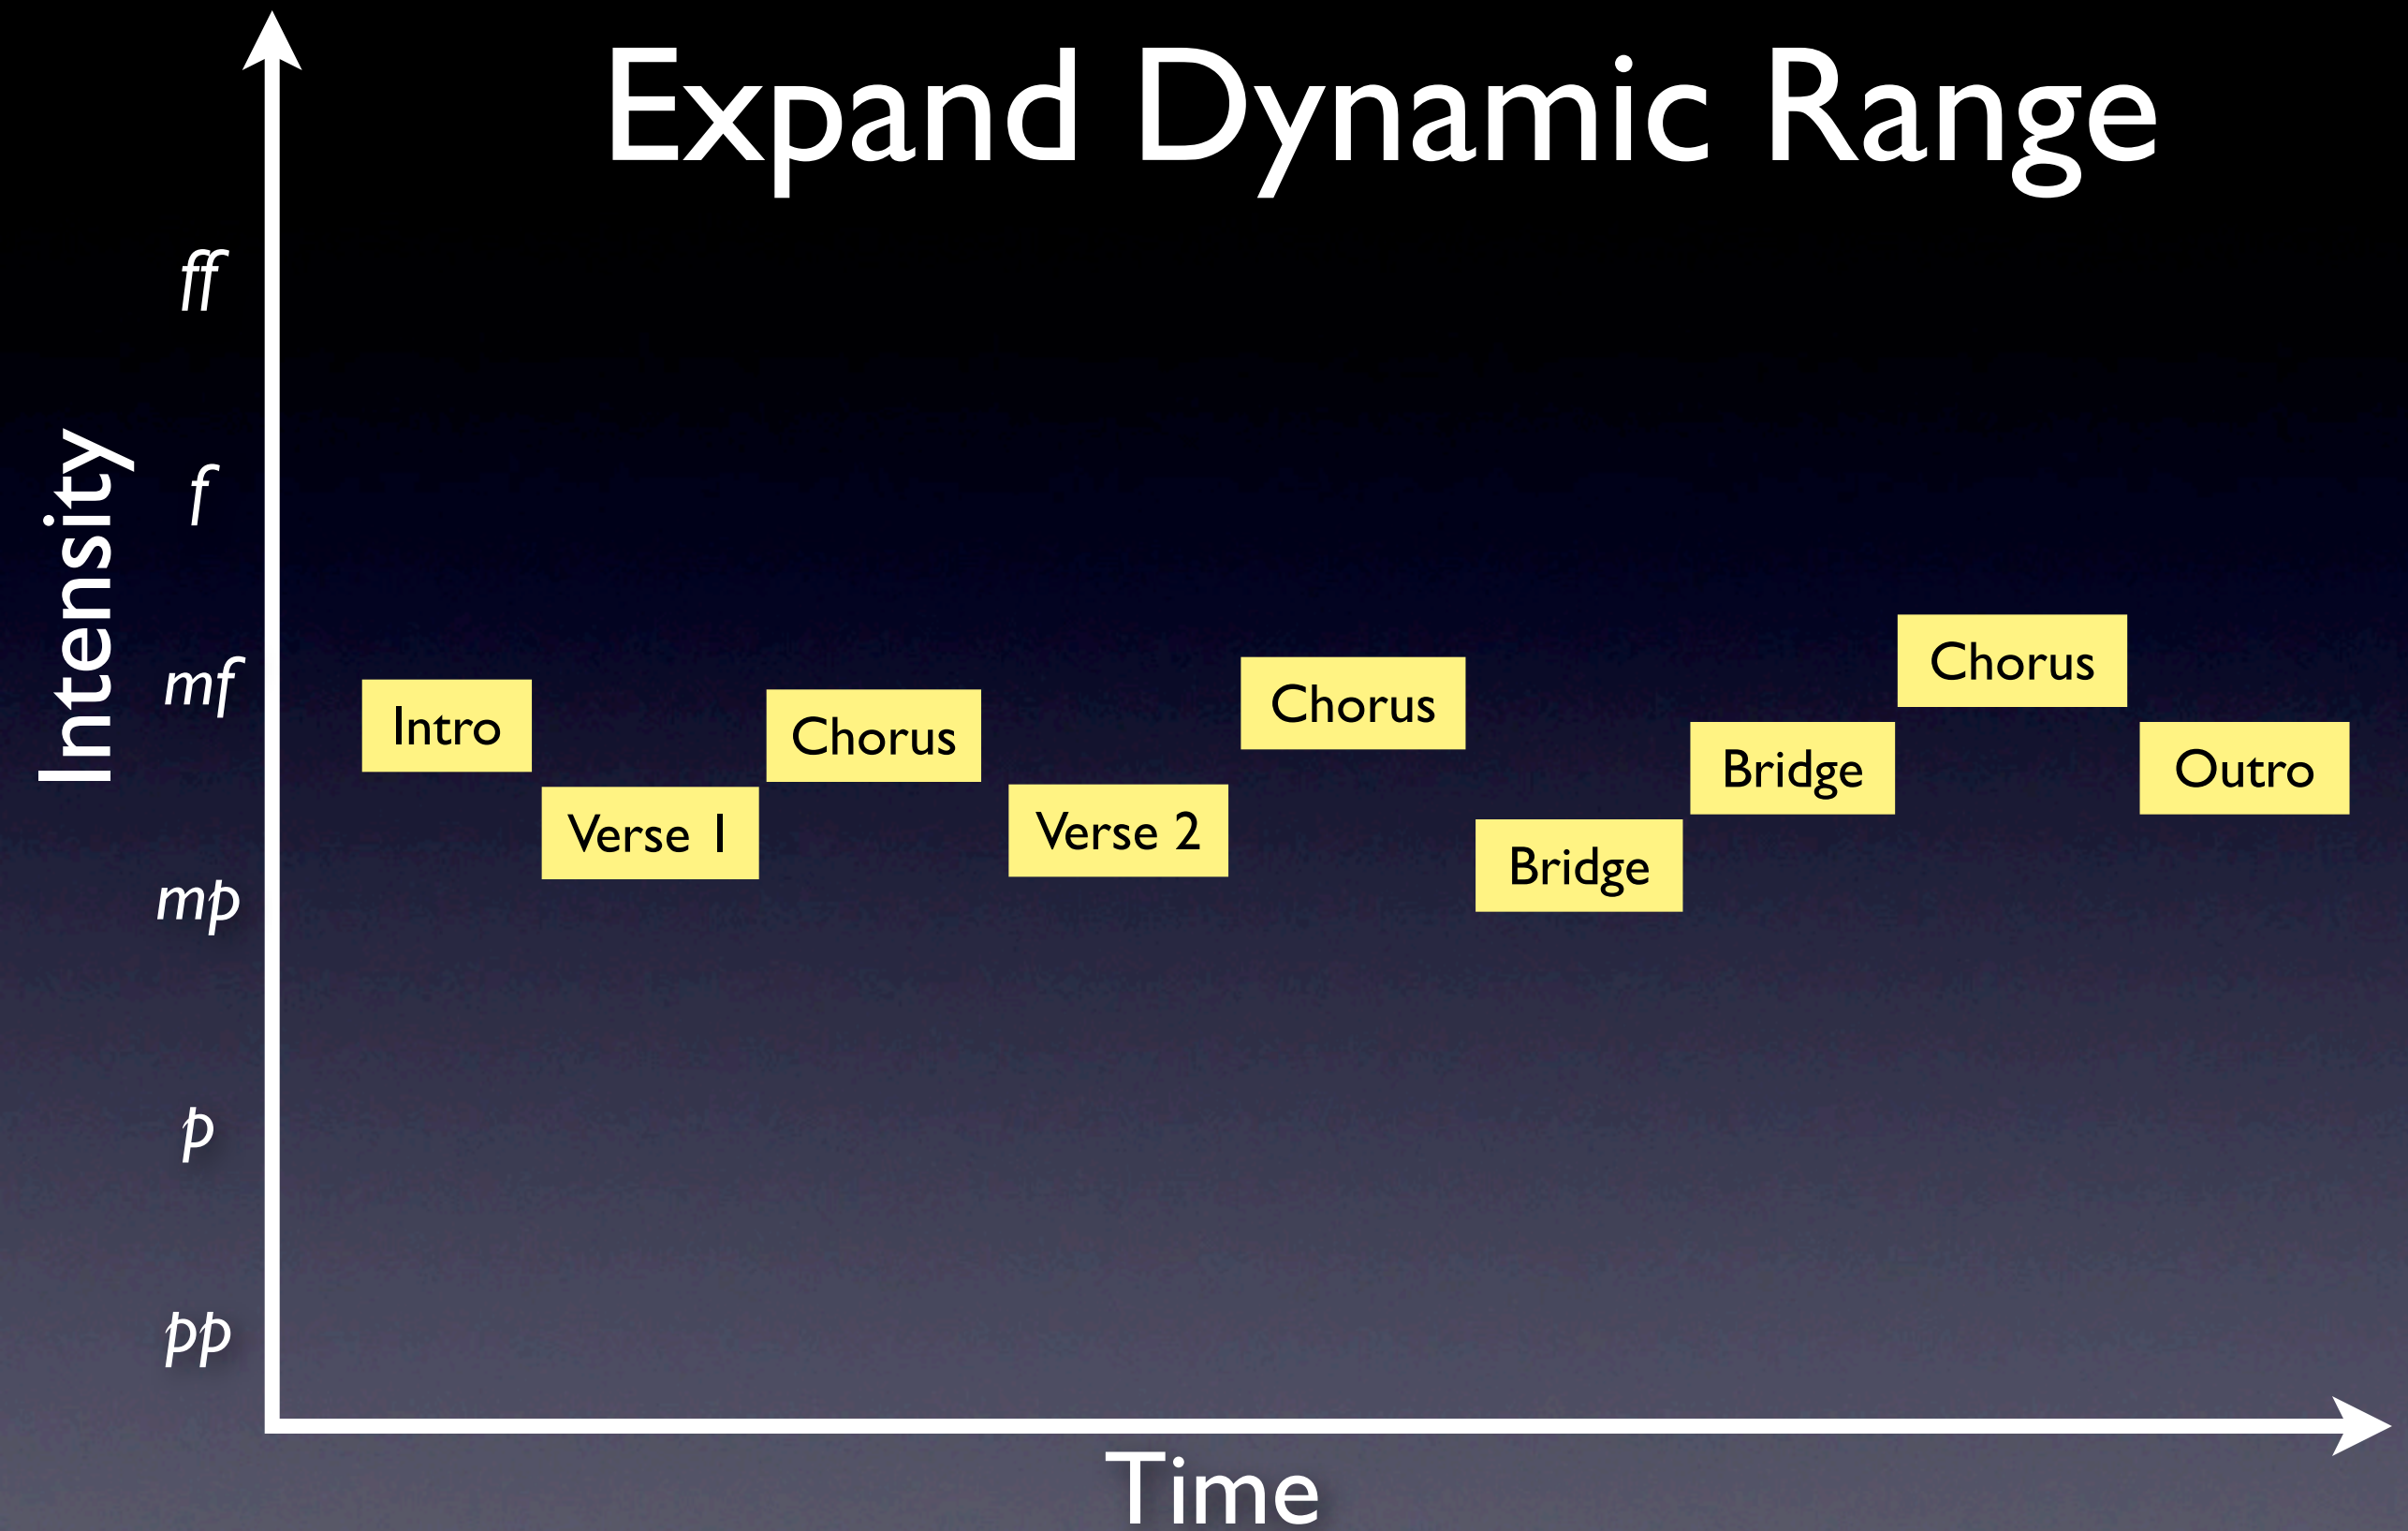 Expand Dynamic Range
Intensity
ff
f
mf
mp
p
pp
Intro
Verse 1
Chorus
Verse 2
Chorus
Bridge
Bridge
Chorus
Outro
Time